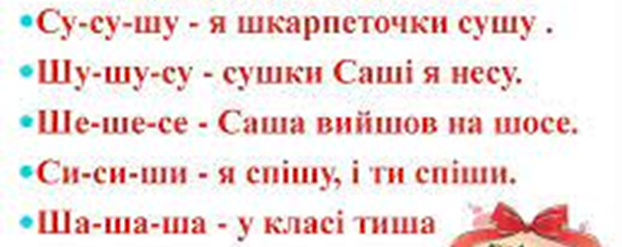 •Су-су-шу - я шкарпеточки сушу .
•Шу-шу-су - сушки Саші я несу.
•Ше-ше-се - Саша вийшов на шосе.
•Си-си-ши - я спішу, і ти спіши.
•Ша-ша-ша - у класі тиша